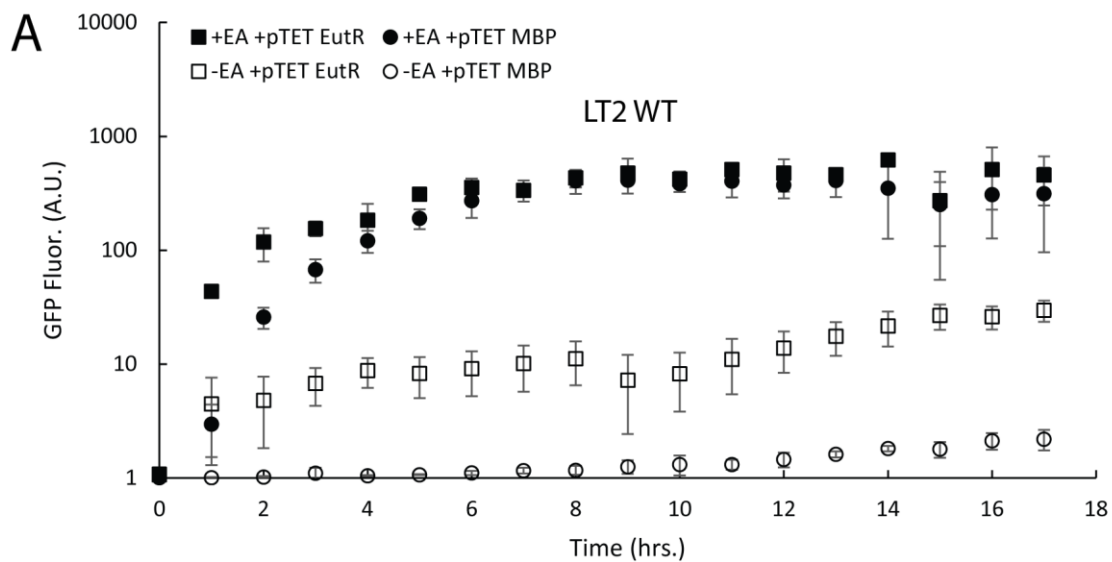 A
10000
1000
100
10
1
GFP Fluor. (A.U.)
+EA +pTET EutR
+EA +pTET MBP
-EA +pTET EutR
-EA +pTET MBP
LT2 WT
0
2
4
6
8
10
12
14
16
18
Time (hrs.)